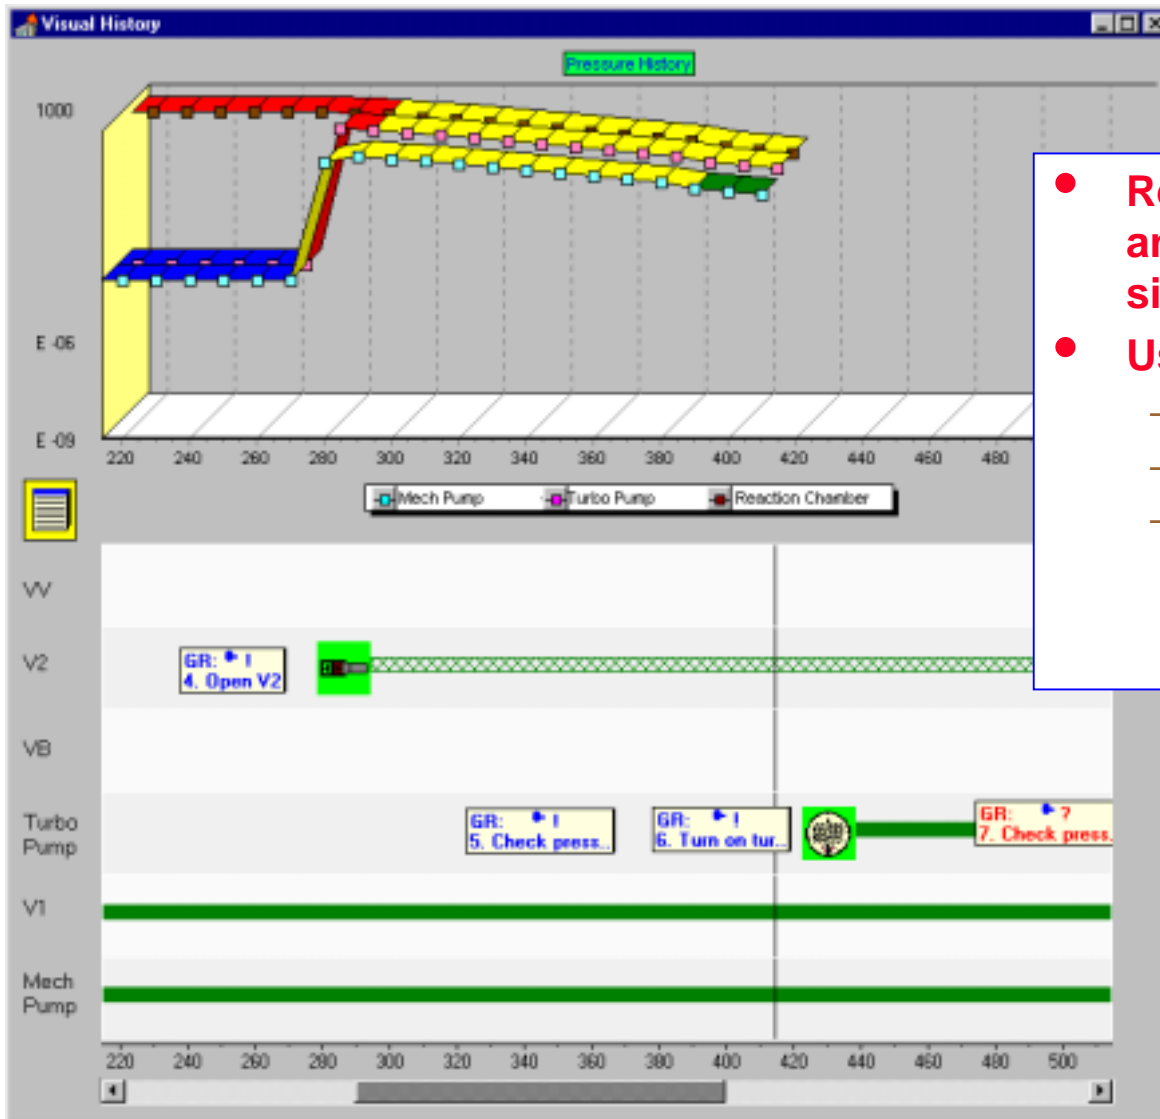 Visual History
Pressure History
1000
E -06
E -09
220 240 260 280 300 320 340 360 380 400 420 440 460 480
Mech Pump Turbo Pump Reaction Chamber
VV
V2
GR: !
4. Open V2
VB
Turbo
Pump
GR: !
5. Check press..
GR: !
6. Turn on tur..
GR: ?
7. Check press.
V1
Mech
Pump
220 240 260 280 300 320 340 360 380 400 420 440 460 480 500